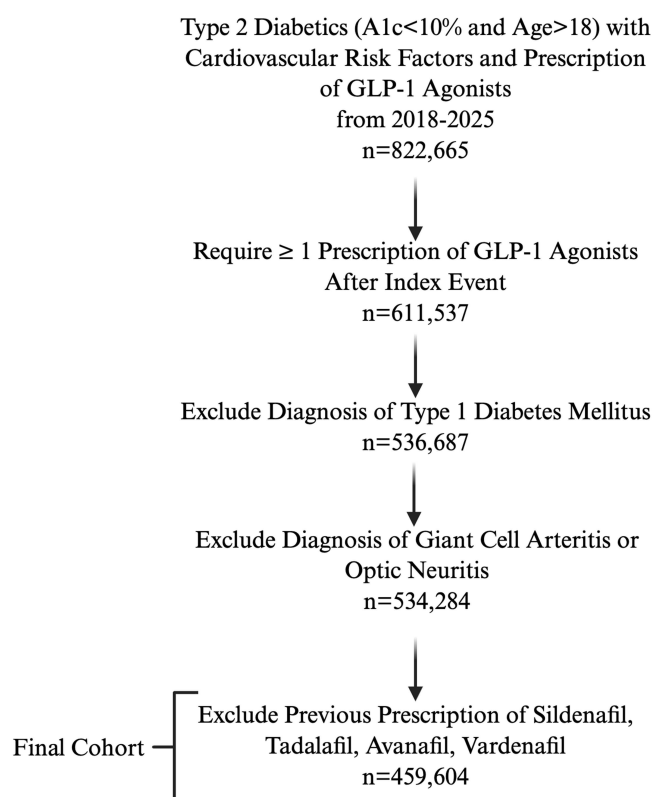 Type 2 Diabetics (A1c<10% and Age>18) with
Cardiovascular Risk Factors and Prescription
of GLP-1 Agonists
from 2018-2025
n=822,665
Require ≥ 1 Prescription of GLP-1 Agonists
After Index Event
n=611,537
Exclude Diagnosis of Type 1 Diabetes Mellitus
n=536,687
Exclude Diagnosis of Giant Cell Arteritis or
Optic Neuritis
n=534,284
Final Cohort
Exclude Previous Prescription of Sildenafil,
Tadalafil, Avanafil, Vardenafil
n=459,604